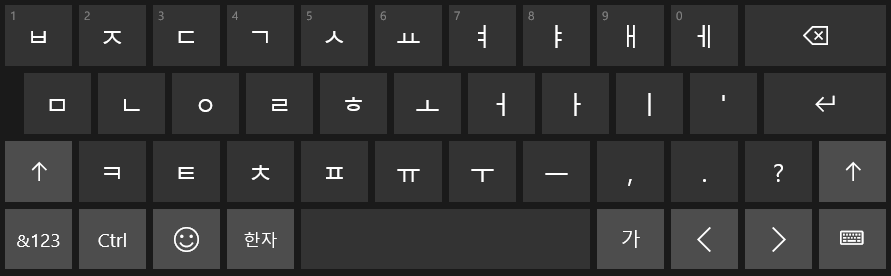 1 ㅂ 2 ㅈ 3 ㄷ 4 ㄱ 5 ㅅ 6 ㅛ 7 ㅕ 8 ㅑ 9 ㅐ 0 ㅔ
ㅁ ㄴ ㅇ ㄹ ㅎ ㅗ ㅓ ㅏ ㅣ '
ㅋ ㅌ ㅊ ㅍ ㅠ ㅜ ㅡ , . ?
&123 Ctrl 한자 가